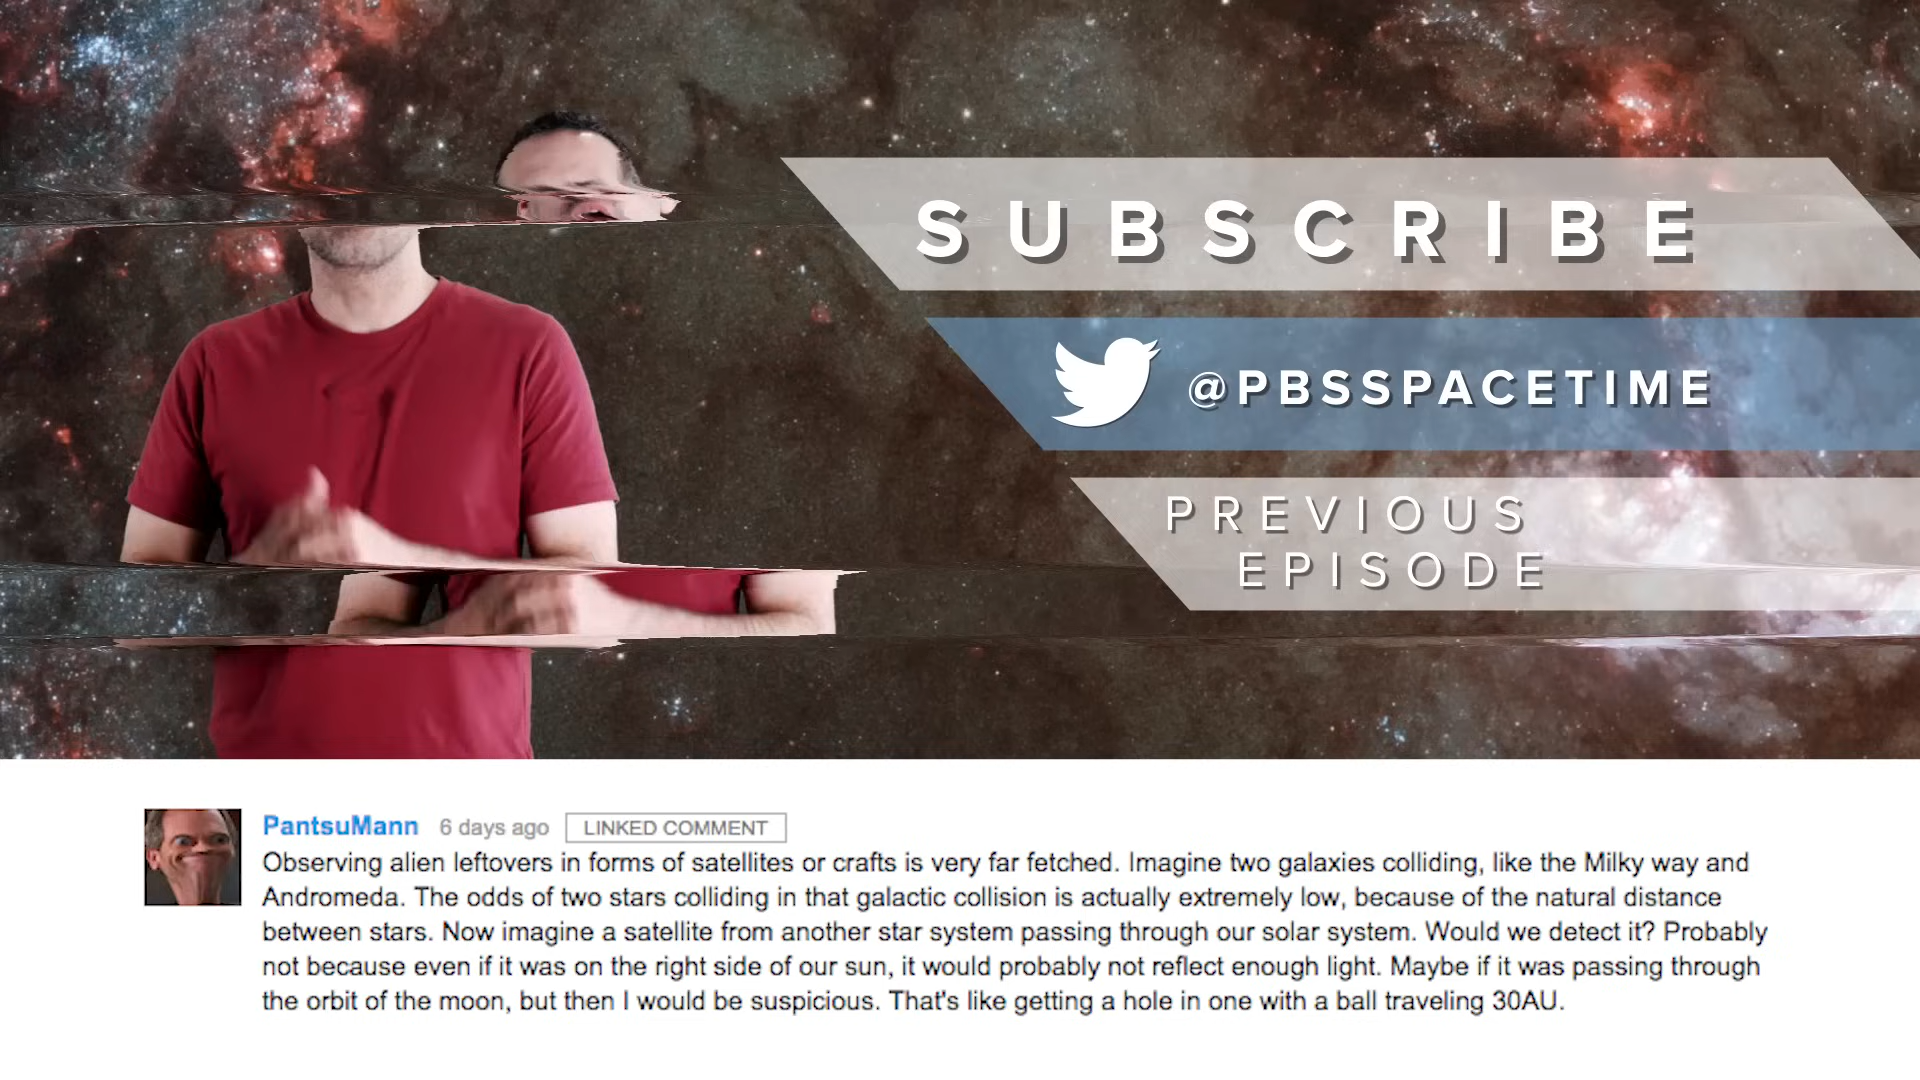 SUBSCRIBE
@PBSSPACETIME
PREVIOUS
EPISODE
PantsuMann 6 days ago LINKED COMMENT
Observing alien leftovers in forms of satellites or crafts is very far fetched. Imagine two galaxies colliding, like the Milky way and
Andromeda. The odds of two stars colliding in that galactic collision is actually extremely low, because of the natural distance
between stars. Now imagine a satellite from another star system passing through our solar system. Would we detect it? Probably
not because even if it was on the right side of our sun, it would probably not reflect enough light. Maybe if it was passing through
the orbit of the moon, but then I would be suspicious. That's like getting a hole in one with a ball traveling 30AU.